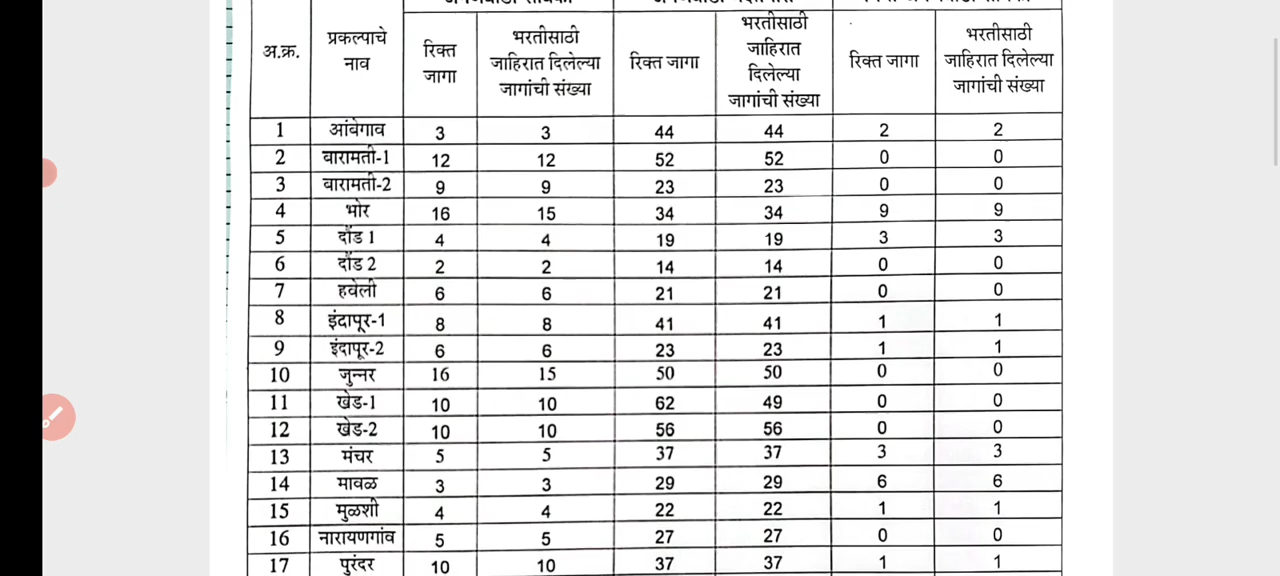 अ.क्र. प्रकल्पाचे नाव रिक्त जागा भरतीसाठी जाहिरात दिलेल्या जागांची संख्या रिक्त जागा भरतीसाठी जाहिरात दिलेल्या जागांची संख्या रिक्त जागा भरतीसाठी जाहिरात दिलेल्या जागांची संख्या
1 आंबेगाव 3 3 44 44 2 2
2 बारामती-1 12 12 52 52 0 0
3 बारामती-2 9 9 23 23 0 0
4 भोर 16 15 34 34 9 9
5 दौंड 1 4 4 19 19 3 3
6 दौंड 2 2 2 14 14 0 0
7 हवेली 6 6 21 21 0 0
8 इंदापूर-1 8 8 41 41 1 1
9 इंदापूर-2 6 6 23 23 1 1
10 जुन्नर 16 15 50 50 0 0
11 खेड-1 10 10 62 49 0 0
12 खेड-2 10 10 56 56 0 0
13 मंचर 5 5 37 37 3 3
14 मावळ 3 3 29 29 6 6
15 मुळशी 4 4 22 22 1 1
16 नारायणगांव 5 5 27 27 0 0
17 पुरंदर 10 10 37 37 1 1